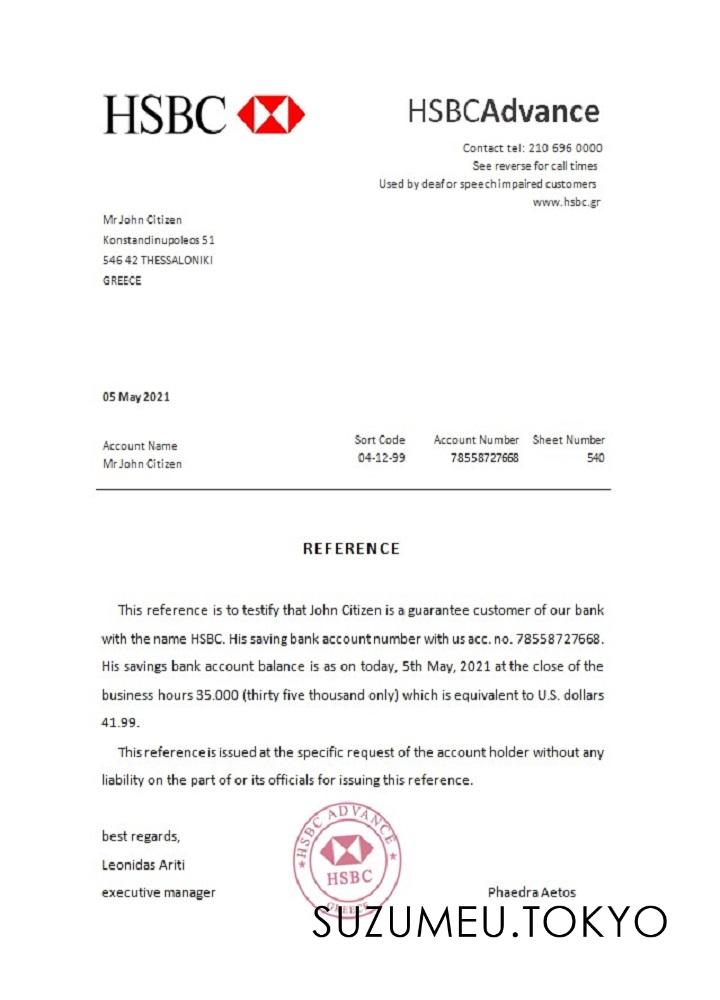 HSBC
HSBCAdvance
Contact tel: 210 696 0000
See reverse for call times
Used by deaf or speech impaired customers
www.hsbc.gr
Mr John Citizen
Konstandinupoleos 51
546 42 THESSALONIKI
GREECE
05 May 2021
Account Name
Mr John Citizen
Sort Code Account Number Sheet Number
04-12-99 78558727668 540
REFERENCE
This reference is to testify that John Citizen is a guarantee customer of our bank
with the name HSBC. His saving bank account number with us acc. no. 78558727668.
His savings bank account balance is as on today, 5th May, 2021 at the close of the
business hours 35.000 (thirty five thousand only) which is equivalent to U.S. dollars
41.99.
This reference is issued at the specific request of the account holder without any
liability on the part of or its officials for issuing this reference.
best regards,
Leonidas Ariti
executive manager
HSBC ADVANCE
HSBC
GREECE
Phaedra Aetos
SUZUMEU.TOKYO